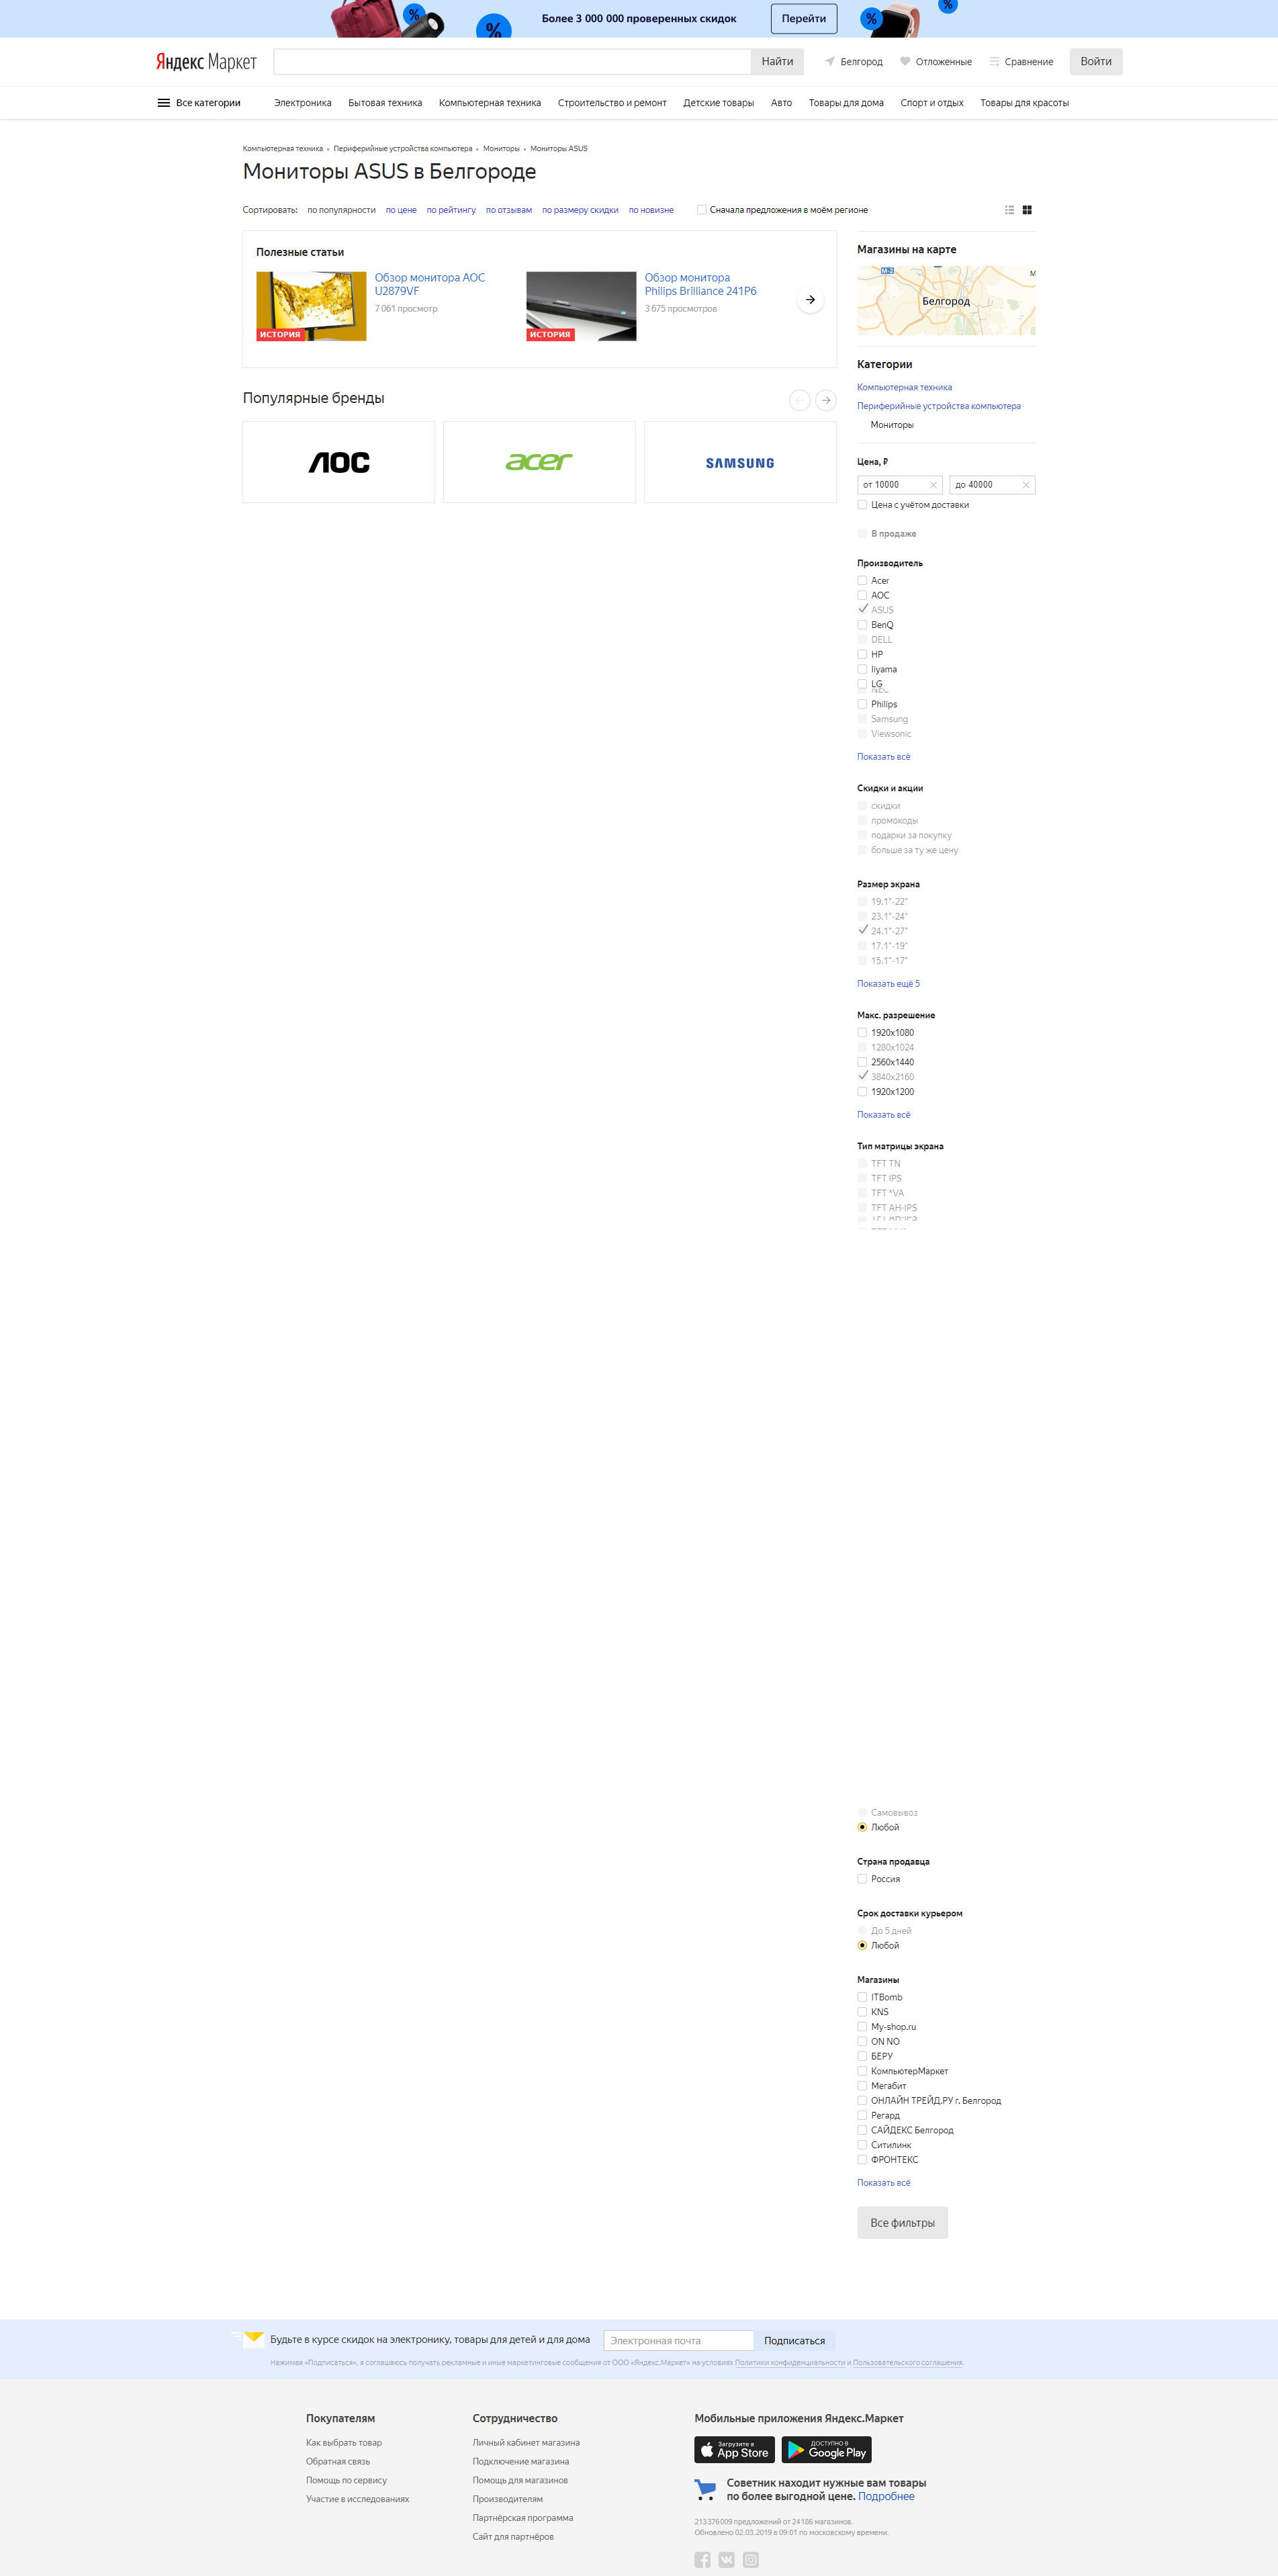 Более 3 000 000 проверенных скидок
Перейти
Яндекс Маркет
Найти
Белгород
Отложенные
Сравнение
Войти
Все категории
Электроника
Бытовая техника
Компьютерная техника
Строительство и ремонт
Детские товары
Авто
Товары для дома
Спорт и отдых
Товары для красоты
Компьютерная техника
Периферийные устройства компьютера
Мониторы
Мониторы ASUS
Мониторы ASUS в Белгороде
Сортировать:
по популярности
по цене
по рейтингу
по отзывам
по размеру скидки
по новизне
Сначала предложения в моём регионе
Полезные статьи
ИСТОРИЯ
Обзор монитора AOC
U2879VF
7 061 просмотр
ИСТОРИЯ
Обзор монитора
Philips Brilliance 241P6
3 675 просмотров
Популярные бренды
AOC
acer
SAMSUNG
Магазины на карте
М-2
Белгород
Категории
Компьютерная техника
Периферийные устройства компьютера
Мониторы
Цена, ₽
от 10000
до 40000
Цена с учётом доставки
В продаже
Производитель
Acer
AOC
ASUS
BenQ
DELL
HP
Iiyama
LG
NEC
Philips
Samsung
Viewsonic
Показать всё
Скидки и акции
скидки
промокоды
подарки за покупку
больше за ту же цену
Размер экрана
19.1"-22"
23.1"-24"
24.1"-27"
17.1"-19"
15.1"-17"
Показать ещё 5
Макс. разрешение
1920x1080
1280x1024
2560x1440
3840x2160
1920x1200
Показать всё
Тип матрицы экрана
TFT TN
TFT IPS
TFT *VA
TFT AH-IPS
Самовывоз
Любой
Страна продавца
Россия
Срок доставки курьером
До 5 дней
Любой
Магазины
ITBomb
KNS
My-shop.ru
ON NO
БЕРУ
КомпьютерМаркет
Мегабит
ОНЛАЙН ТРЕЙД.РУ г. Белгород
Регард
САЙДЕКС Белгород
Ситилинк
ФРОНТЕКС
Показать всё
Все фильтры
Будьте в курсе скидок на электронику, товары для детей и для дома
Электронная почта
Подписаться
Нажимая «Подписаться», я соглашаюсь получать рекламные и иные маркетинговые сообщения от ООО «Яндекс.Маркет» на условиях Политики конфиденциальности и Пользовательского соглашения.
Покупателям
Как выбрать товар
Обратная связь
Помощь по сервису
Участие в исследованиях
Сотрудничество
Личный кабинет магазина
Подключение магазина
Помощь для магазинов
Производителям
Партнёрская программа
Сайт для партнёров
Мобильные приложения Яндекс.Маркет
Загрузите в
App Store
ДОСТУПНО В
Google Play
Советник находит нужные вам товары
по более выгодной цене. Подробнее
213 376 009 предложений от 24 186 магазинов.
Обновлено 02.03.2019 в 09:01 по московскому времени.